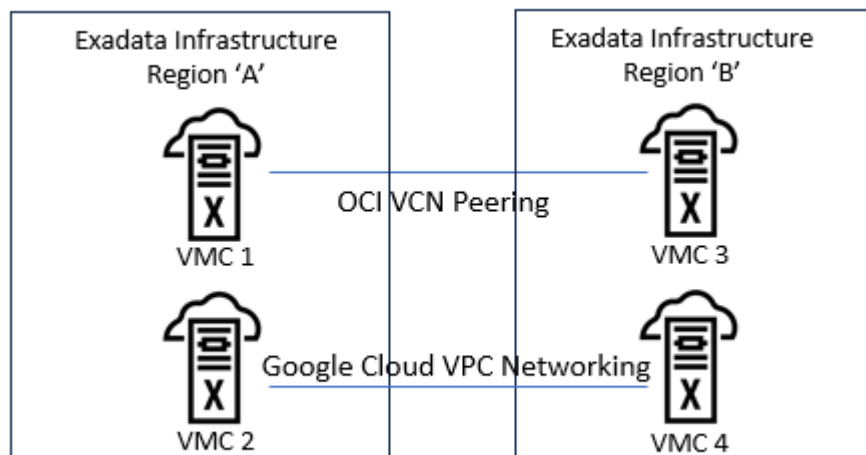 Exadata Infrastructure
Region ‘A’
Exadata Infrastructure
Region ‘B’
X
X
OCI VCN Peering
VMC 1
VMC 3
X
X
Google Cloud VPC Networking
VMC 2
VMC 4